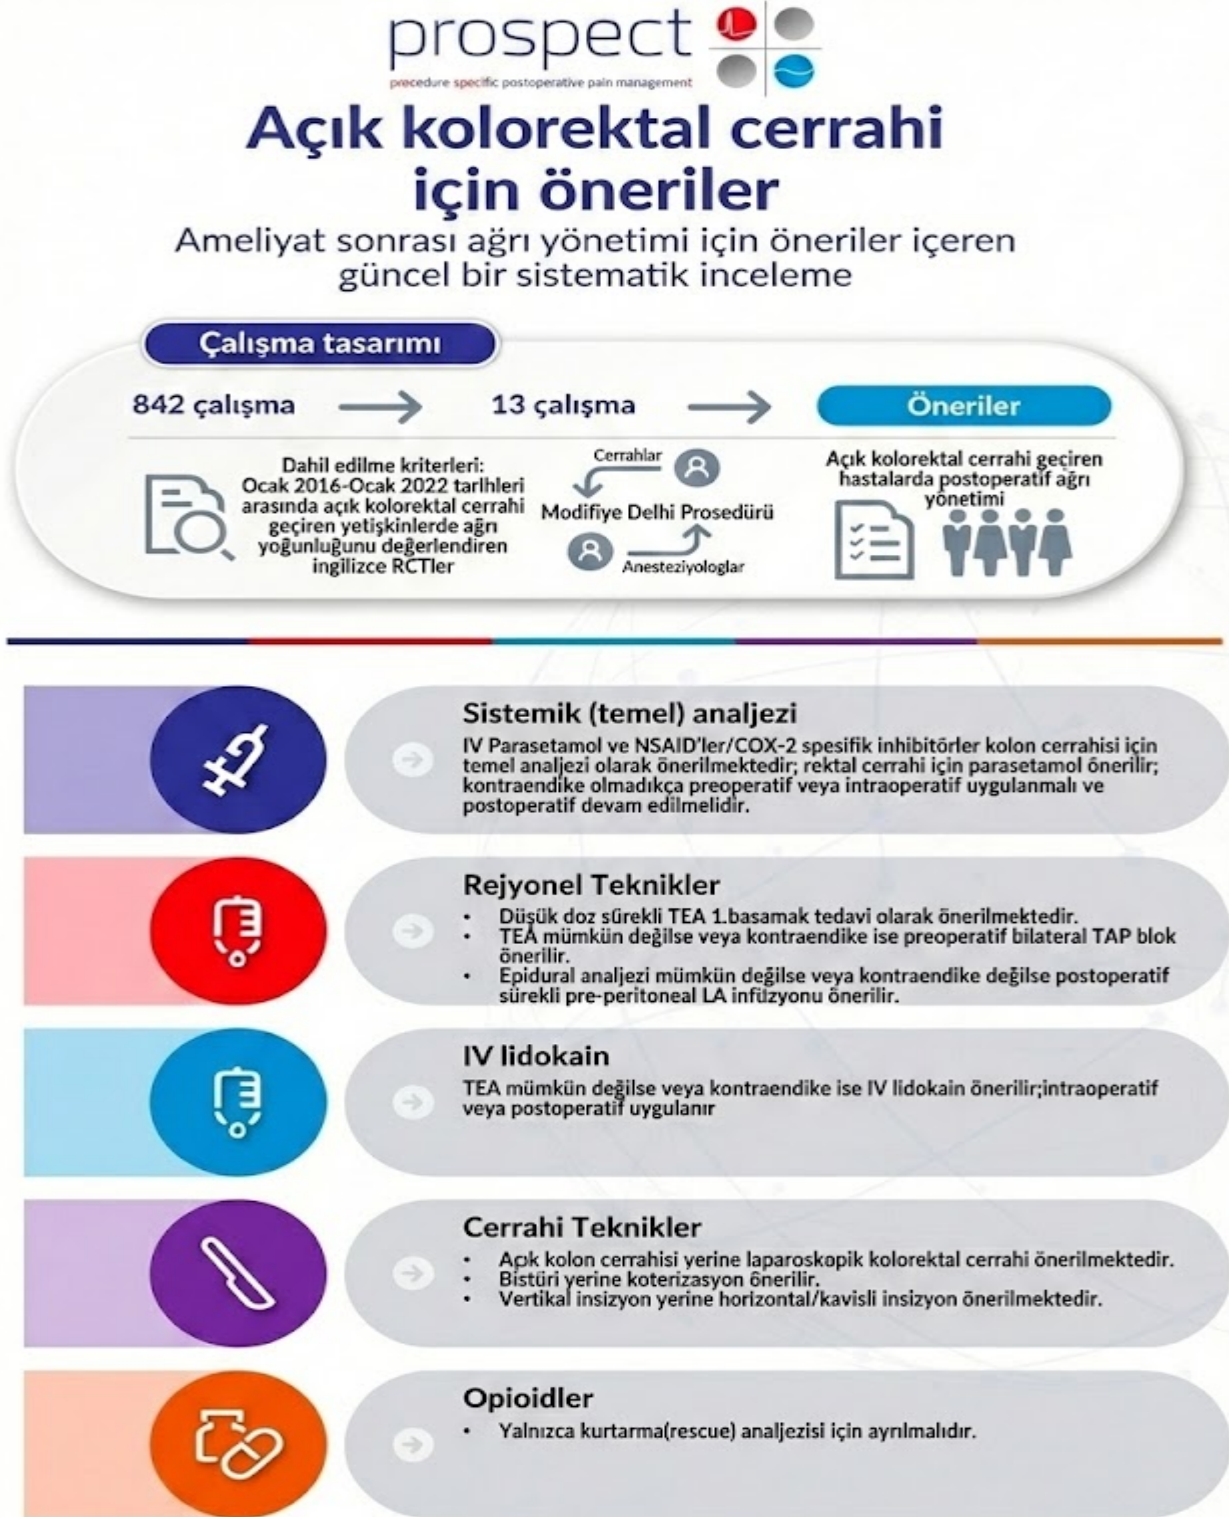 prospect
precedure specific postoperative pain management
Açık kolorektal cerrahi
için öneriler
Ameliyat sonrası ağrı yönetimi için öneriler içeren
güncel bir sistematik inceleme
Çalışma tasarımı
842 çalışma
13 çalışma
Öneriler
Dahil edilme kriterleri:
Ocak 2016-Ocak 2022 tarihleri
arasında açık kolorektal cerrahi
geçiren yetişkinlerde ağrı
yoğunluğunu değerlendiren
ingilizce RCTler
Cerrahlar
Modifiye Delhi Prosedürü
Anesteziyologlar
Açık kolorektal cerrahi geçiren
hastalarda postoperatif ağrı
yönetimi
Sistemik (temel) analjezi
IV Parasetamol ve NSAID'ler/COX-2 spesifik inhibitörler kolon cerrahisi için
temel analjezi olarak önerilmektedir; rektal cerrahi için parasetamol önerilir;
kontraendike olmadıkça preoperatif veya intraoperatif uygulanmalı ve
postoperatif devam edilmelidir.
Rejyonel Teknikler
• Düşük doz sürekli TEA 1.basamak tedavi olarak önerilmektedir.
• TEA mümkün değilse veya kontraendike ise preoperatif bilateral TAP blok
önerilir.
• Epidural analjezi mümkün değilse veya kontraendike değilse postoperatif
sürekli pre-peritoneal LA infüzyonu önerilir.
IV lidokain
TEA mümkün değilse veya kontraendike ise IV lidokain önerilir;intraoperatif
veya postoperatif uygulanır
Cerrahi Teknikler
• Açık kolon cerrahisi yerine laparoskopik kolorektal cerrahi önerilmektedir.
• Bistüri yerine koterizasyon önerilir.
• Vertikal insizyon yerine horizontal/kavisli insizyon önerilmektedir.
Opioidler
• Yalnızca kurtarma(rescue) analjezisi için ayrılmalıdır.